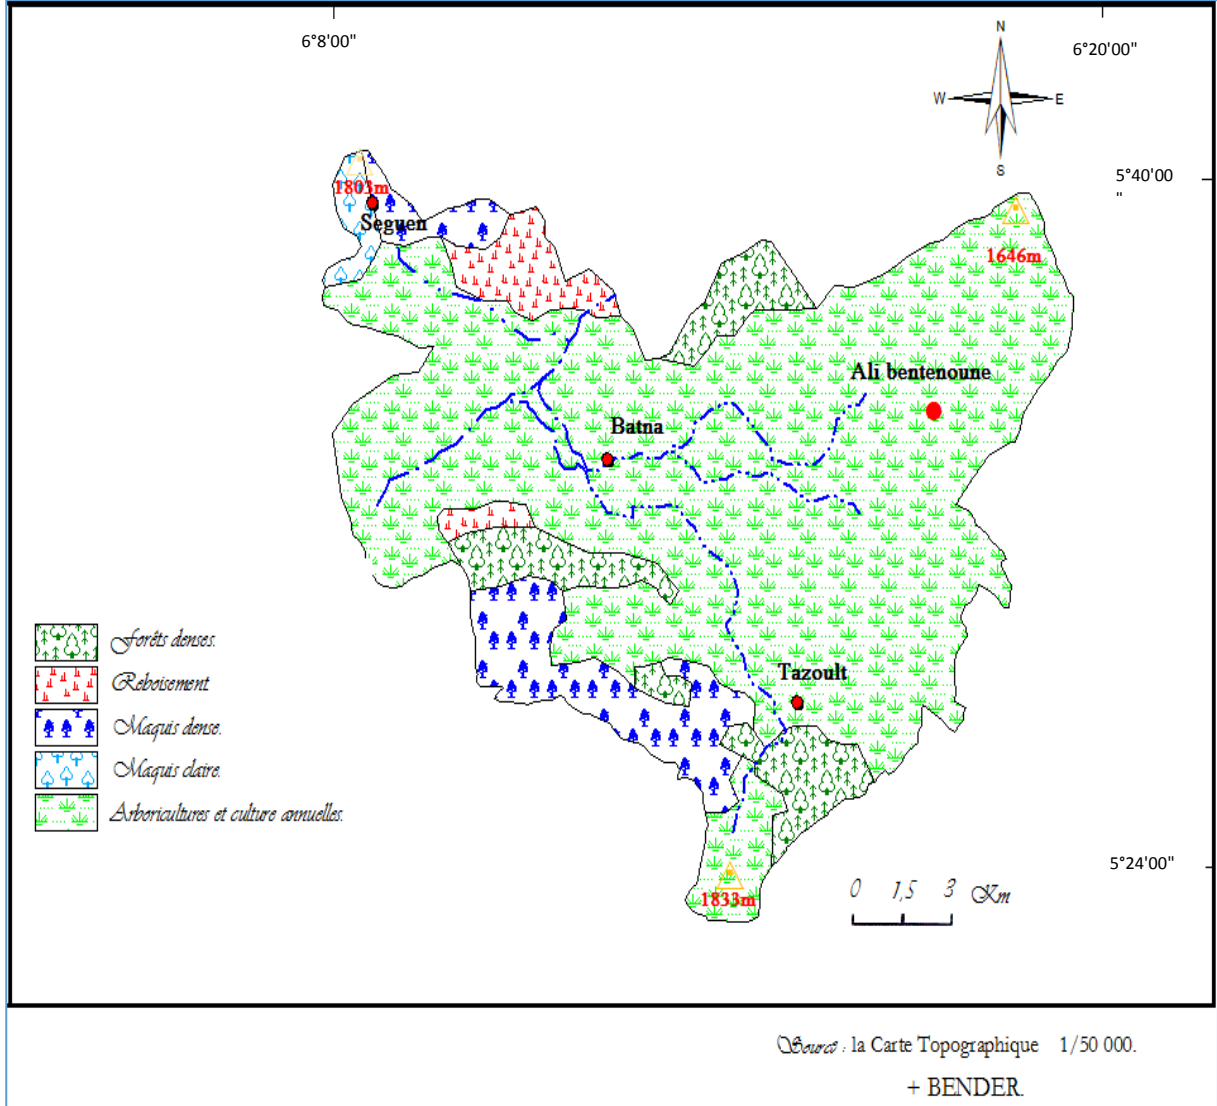 6°8'00"
6°20'00"
N
W E
S
5°40'00
"
1803m
Seguen
1646m
Ali bentenoune
Batna
Tazoult
Forêts denses.
Reboisement
Maquis dense.
Maquis claire.
Arboricultures et culture annuelles.
5°24'00"
1833m
0 1,5 3 Km
Source : la Carte Topographique 1/50 000.
+ BENDER.